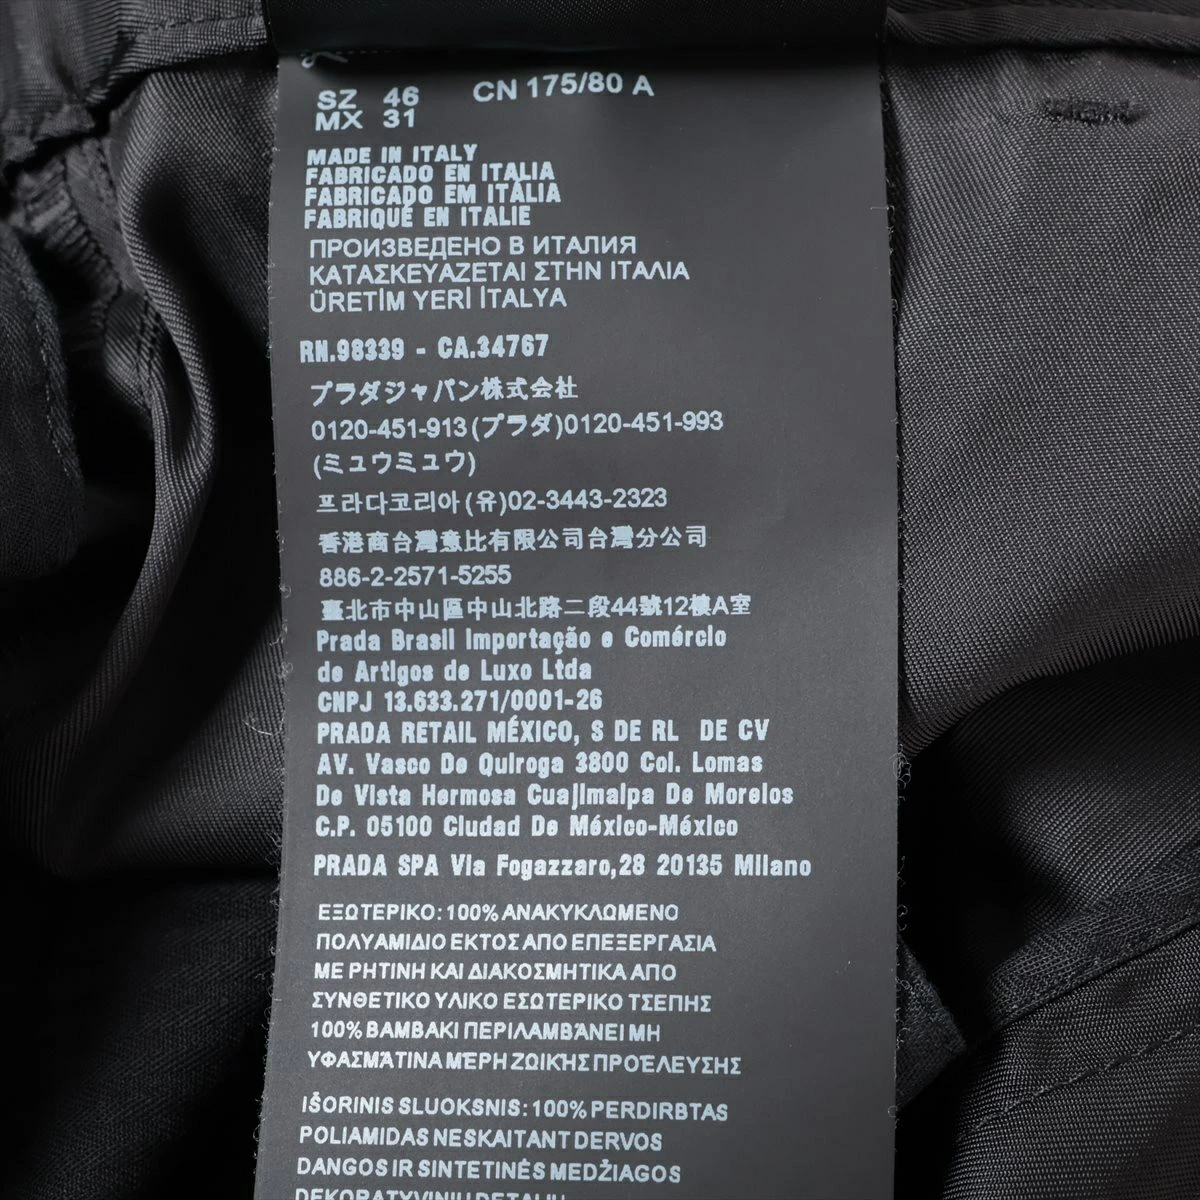 SZ 46 CN 175/80 A
MX 31
MADE IN ITALY
FABRICADO EN ITALIA
FABRICADO EM ITÁLIA
FABRIQUÉ EN ITALIE
ПРОИЗВЕДЕНО В ИТАЛИЯ
ΚΑΤΑΣΚΕΥΑΖΕΤΑΙ ΣΤΗΝ ΙΤΑΛΙΑ
ÜRETİM YERİ İTALYA
RN.98339 - CA.34767
プラダジャパン株式会社
0120-451-913(プラダ)0120-451-993
(ミュウミュウ)
프라다코리아(유)02-3443-2323
香港商台灣意比有限公司台灣分公司
886-2-2571-5255
臺北市中山區中山北路二段44號12樓A室
Prada Brasil Importação e Comércio
de Artigos de Luxo Ltda
CNPJ 13.633.271/0001-26
PRADA RETAIL MÉXICO, S DE RL DE CV
AV. Vasco De Quiroga 3800 Col. Lomas
De Vista Hermosa Cuajimalpa De Morelos
C.P. 05100 Ciudad De México-México
PRADA SPA Via Fogazzaro,28 20135 Milano
ΕΞΩΤΕΡΙΚΟ: 100% ΑΝΑΚΥΚΛΩΜΕΝΟ
ΠΟΛΥΑΜΙΔΙΟ ΕΚΤΟΣ ΑΠΟ ΕΠΕΞΕΡΓΑΣΙΑ
ΜΕ ΡΗΤΙΝΗ ΚΑΙ ΔΙΑΚΟΣΜΗΤΙΚΑ ΑΠΟ
ΣΥΝΘΕΤΙΚΟ ΥΛΙΚΟ ΕΣΩΤΕΡΙΚΟ ΤΣΕΠΗΣ
100% ΒΑΜΒΑΚΙ ΠΕΡΙΛΑΜΒΆΝΕΙ ΜΗ
ΥΦΑΣΜΆΤΙΝΑ ΜΈΡΗ ΖΩΙΚΉΣ ΠΡΟΈΛΕΥΣΗΣ
IŠORINIS SLUOKSNIS: 100% PERDIRBTAS
POLIAMIDAS NESKAITANT DERVOS
DANGOS IR SINTETINĖS MEDŽIAGOS
DEKORATYVINIŲ DETALIŲ